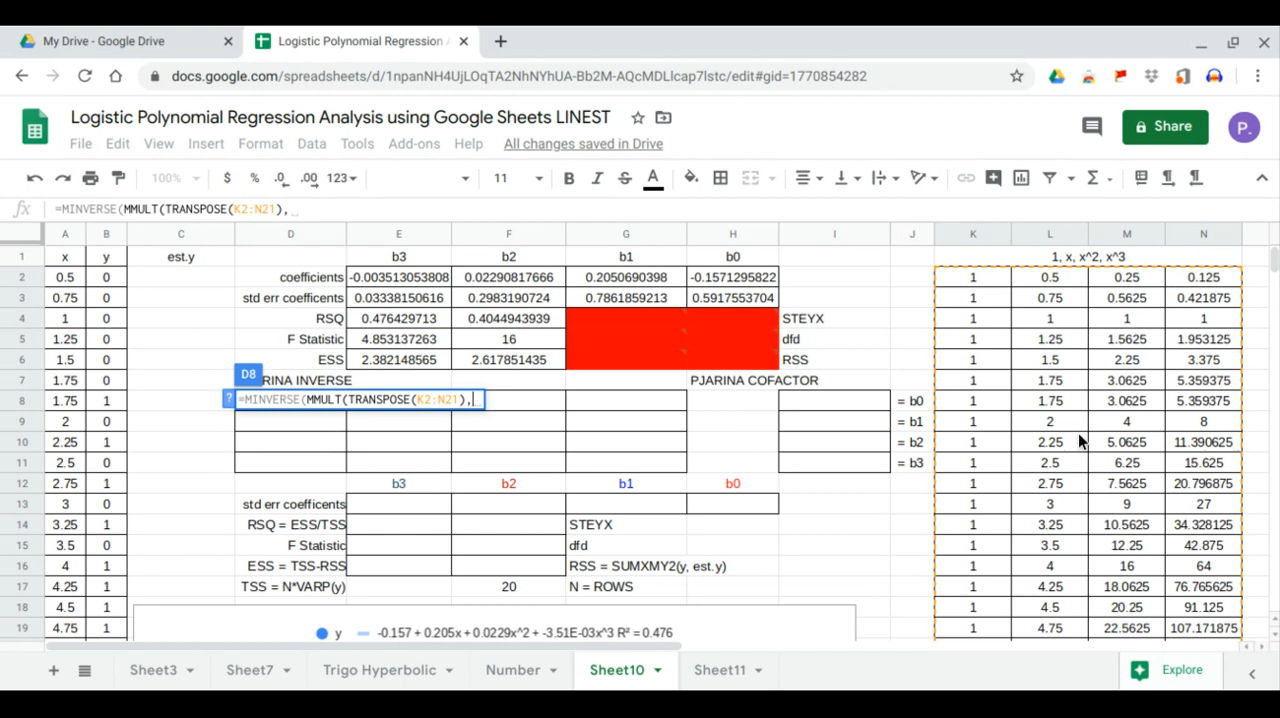 My Drive - Google Drive
Logistic Polynomial Regression
docs.google.com/spreadsheets/d/1npanNH4UjLOqTA2NhNYhUA-Bb2M-AQcMDLlcap7lstc/edit#gid=1770854282
Logistic Polynomial Regression Analysis using Google Sheets LINEST
Share
P.
File Edit View Insert Format Data Tools Add-ons Help All changes saved in Drive
100% $ % .0 .00 123 11 B I S A
fx =MINVERSE(MMULT(TRANSPOSE(K2:N21),
A B C D E F G H I J K L M N
1 x y est.y b3 b2 b1 b0 1, x, x^2, x^3
2 0.5 0 coefficients -0.003513053808 0.02290817666 0.2050690398 -0.1571295822 1 0.5 0.25 0.125
3 0.75 0 std err coefficients 0.03338150616 0.2983190724 0.7861859213 0.5917553704 1 0.75 0.5625 0.421875
4 1 0 RSQ 0.476429713 0.4044943939 STEYX 1 1 1 1
5 1.25 0 F Statistic 4.853137263 16 dfd 1 1.25 1.5625 1.953125
6 1.5 0 ESS 2.382148565 2.617851435 RSS 1 1.5 2.25 3.375
7 1.75 0 D8 RINA INVERSE PJARINA COFACTOR 1 1.75 3.0625 5.359375
8 1.75 1 ? =MINVERSE(MMULT(TRANSPOSE(K2:N21), = b0 1 1.75 3.0625 5.359375
9 2 0 = b1 1 2 4 8
10 2.25 1 = b2 1 2.25 5.0625 11.390625
11 2.5 0 = b3 1 2.5 6.25 15.625
12 2.75 1 b3 b2 b1 b0 1 2.75 7.5625 20.796875
13 3 0 std err coefficents 1 3 9 27
14 3.25 1 RSQ = ESS/TSS STEYX 1 3.25 10.5625 34.328125
15 3.5 0 F Statistic dfd 1 3.5 12.25 42.875
16 4 1 ESS = TSS-RSS RSS = SUMXMY2(y, est.y) 1 4 16 64
17 4.25 1 TSS = N*VARP(y) 20 N = ROWS 1 4.25 18.0625 76.765625
18 4.5 1 1 4.5 20.25 91.125
19 4.75 1 y -0.157 + 0.205x + 0.0229x^2 + -3.51E-03x^3 R² = 0.476 1 4.75 22.5625 107.171875
Sheet3 Sheet7 Trigo Hyperbolic Number Sheet10 Sheet11 Explore